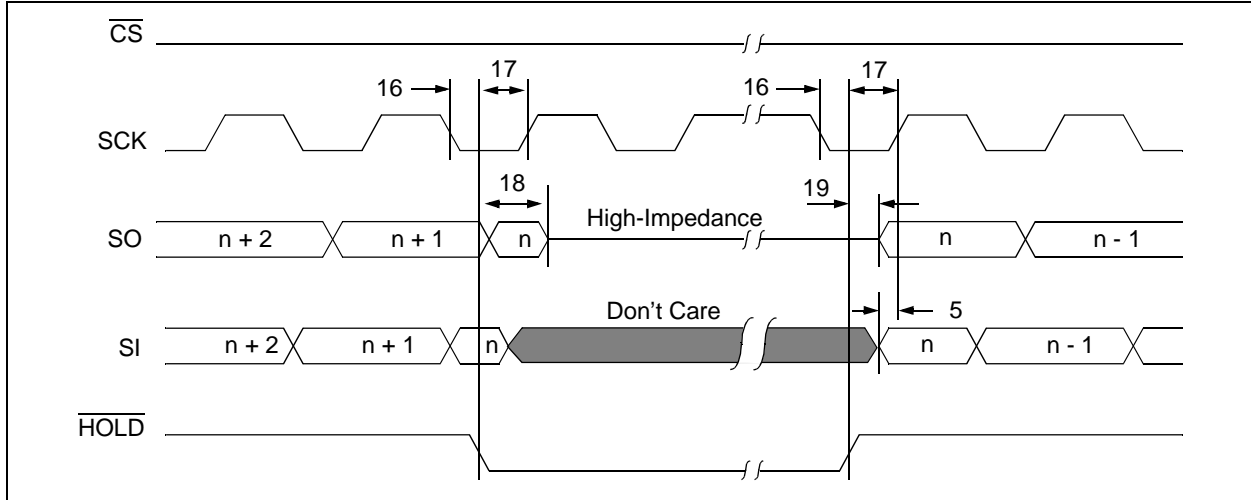 CS
17
17
16
16
SCK
18
19
High-Impedance
SO
n + 2
n + 1
n
n
n - 1
Don't Care
5
SI
n + 2
n + 1
n
n
n - 1
HOLD